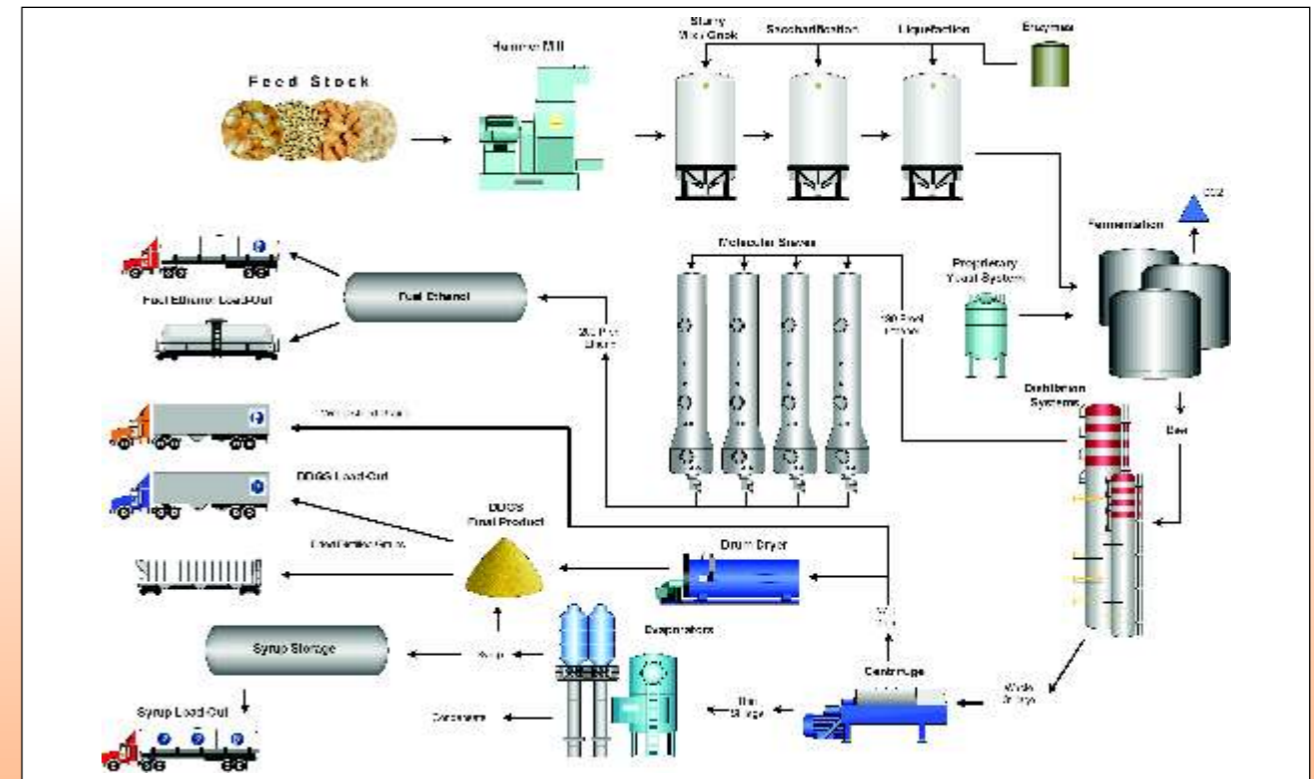 Slurry
Mix / Cook
Saccharification
Liquefaction
Enzymes
Hammer Mill
Feed Stock
CO2
Fermentation
Molecular Sieves
Proprietary
Yeast System
Fuel Ethanol
Fuel Ethanol Load-Out
190 Proof
Ethanol
200 Proof
Ethanol
Distillation
Systems
Beer
DDGS Load-Out
DDGS
Final Product
Drum Dryer
Evaporators
Syrup Storage
Syrup
Centrifuge
Whole
Stillage
Thin
Stillage
Condensate
Syrup Load-Out